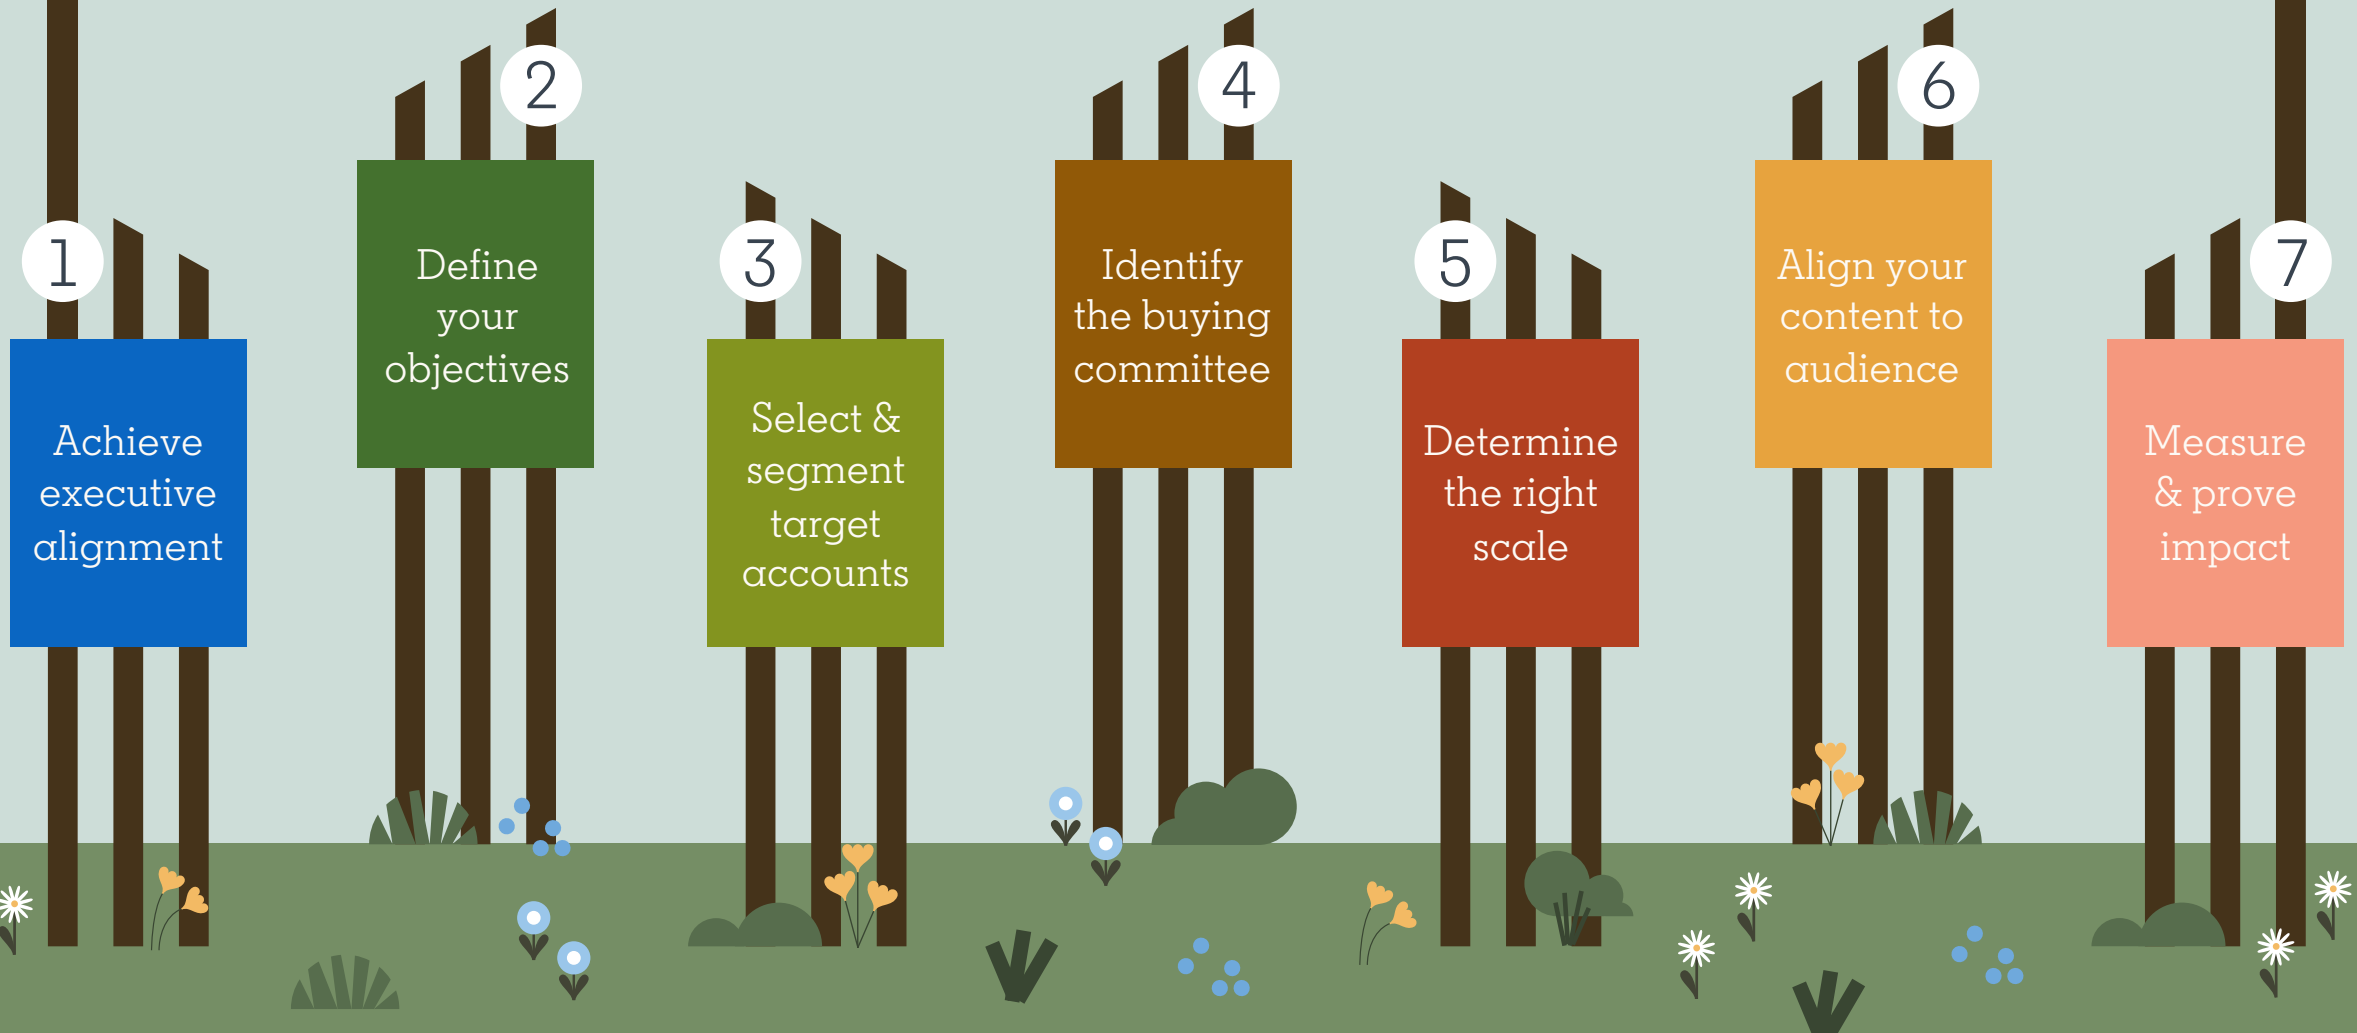 1
Achieve
executive
alignment
2
Define
your
objectives
3
Select &
segment
target
accounts
4
Identify
the buying
committee
5
Determine
the right
scale
6
Align your
content to
audience
7
Measure
& prove
impact